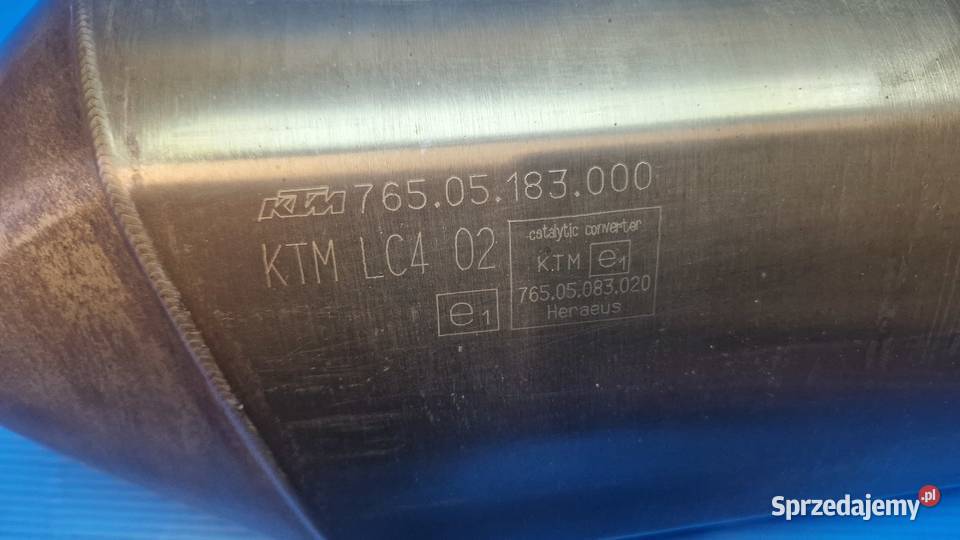 KTM 765.05.183.000
KTM LC4 02
e1
catalytic converter
KTM e1
765.05.083.020
Heraeus
Sprzedajemy.pl